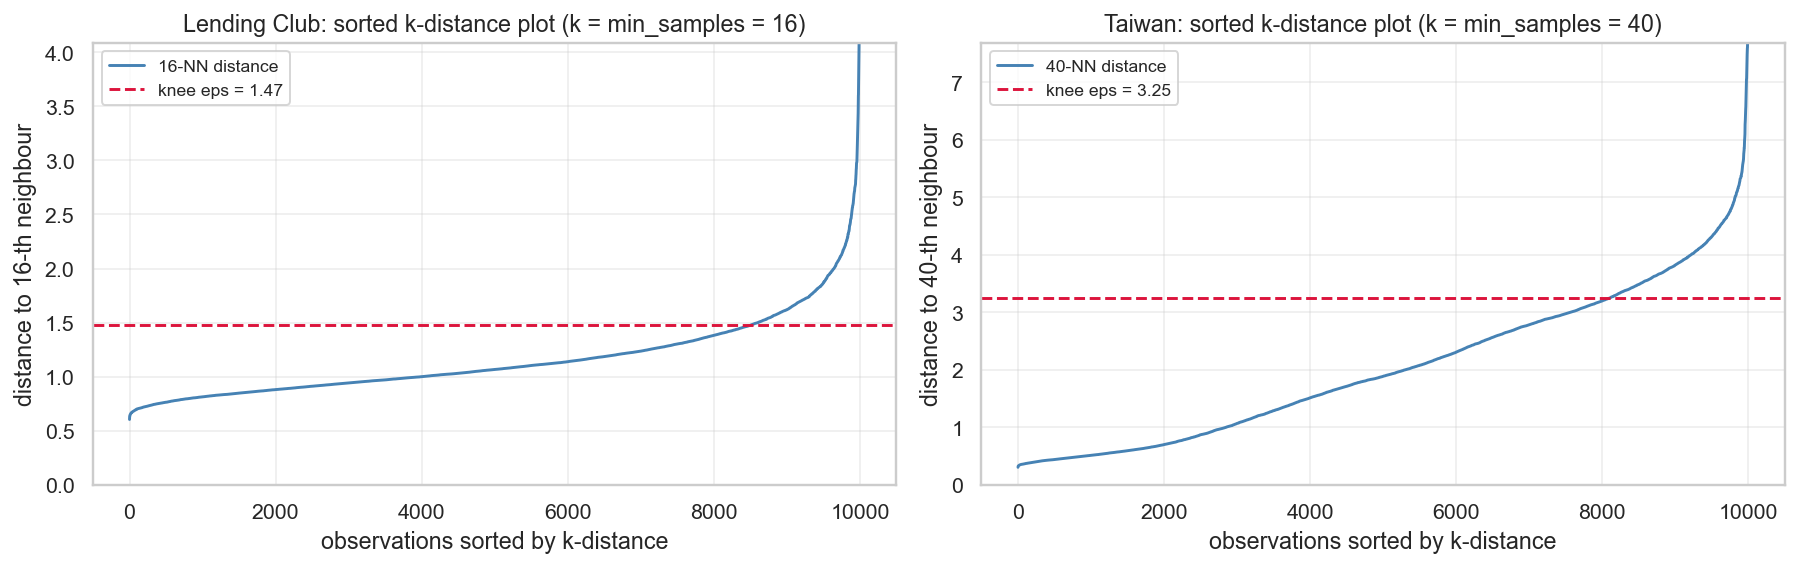 Lending Club: sorted k-distance plot (k = min_samples = 16)
16-NN distance
knee eps = 1.47
4.0
3.5
3.0
2.5
2.0
1.5
1.0
0.5
0.0
distance to 16-th neighbour
0 2000 4000 6000 8000 10000
observations sorted by k-distance
Taiwan: sorted k-distance plot (k = min_samples = 40)
40-NN distance
knee eps = 3.25
7
6
5
4
3
2
1
0
distance to 40-th neighbour
0 2000 4000 6000 8000 10000
observations sorted by k-distance